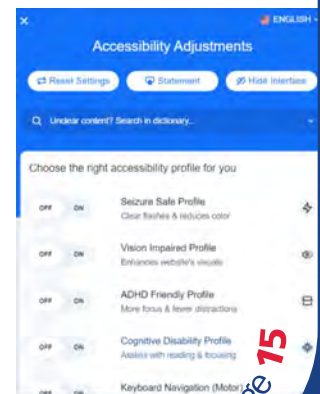 ENGLISH
Accessibility Adjustments
Reset Settings
Statement
Hide Interface
Unclear content? Search in dictionary...
Choose the right accessibility profile for you
OFF ON
Seizure Safe Profile
Clear flashes & reduces color
OFF ON
Vision Impaired Profile
Enhances website's visuals
OFF ON
ADHD Friendly Profile
More focus & fewer distractions
OFF ON
Cognitive Disability Profile
Assists with reading & focusing
OFF ON
Keyboard Navigation (Motor)
15